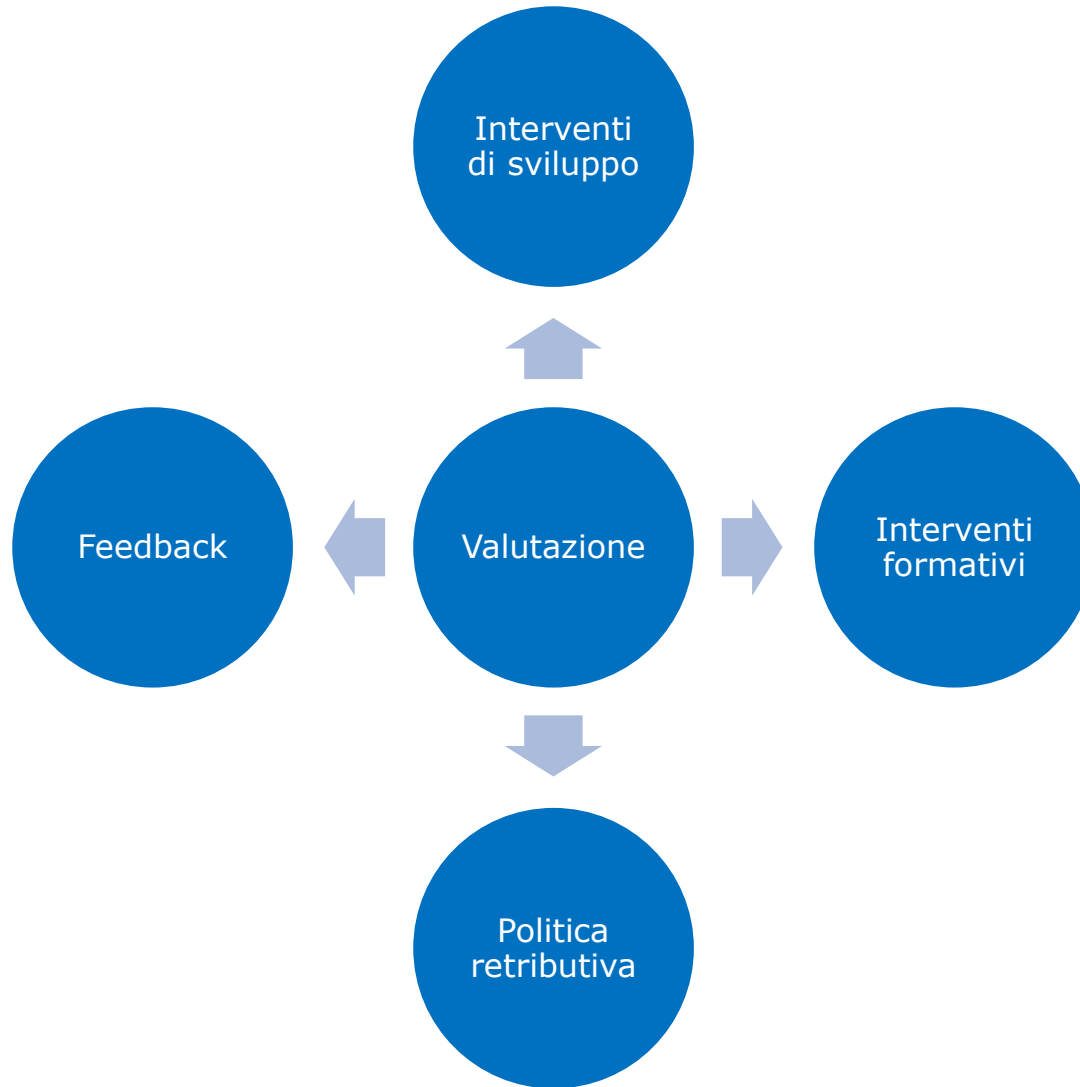 Interventi
di sviluppo
Feedback
Valutazione
Interventi
formativi
Politica
retributiva